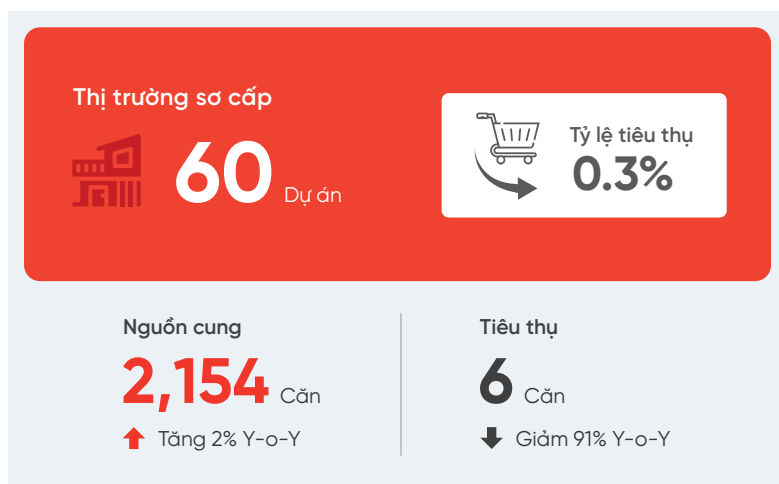 Thị trường sơ cấp
60 Dự án
Tỷ lệ tiêu thụ
0.3%
Nguồn cung
2,154 Căn
Tăng 2% Y-o-Y
Tiêu thụ
6 Căn
Giảm 91% Y-o-Y